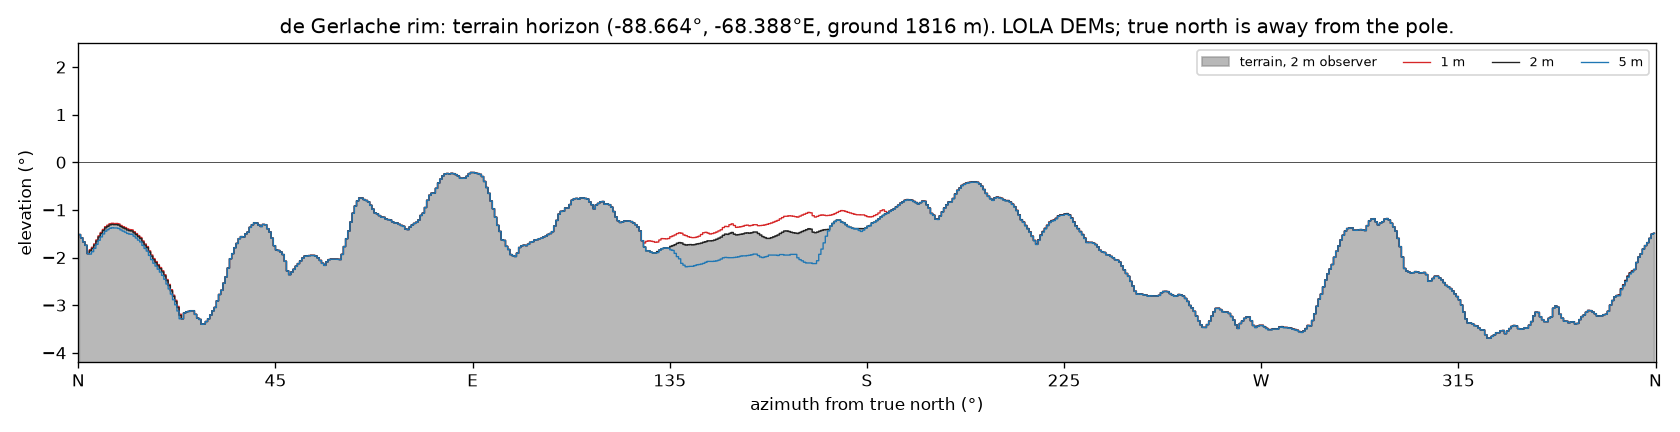 de Gerlache rim: terrain horizon (-88.664°, -68.388°E, ground 1816 m). LOLA DEMs; true north is away from the pole.
terrain, 2 m observer 1 m 2 m 5 m
elevation (°)
2
1
0
−1
−2
−3
−4
N 45 E 135 S 225 W 315 N
azimuth from true north (°)